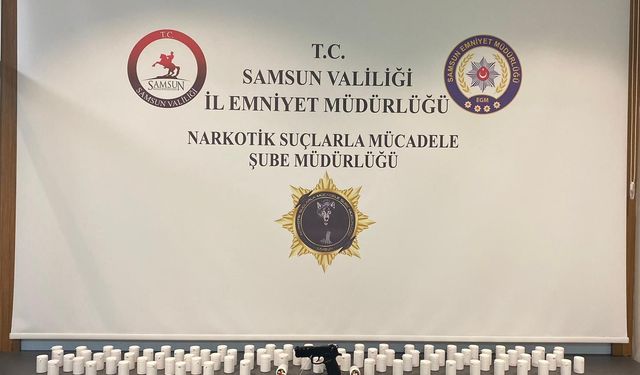 T.C.
SAMSUN
SAMSUN VALİLİĞİ
T.C.
SAMSUN VALİLİĞİ
İL EMNİYET MÜDÜRLÜĞÜ
NARKOTİK SUÇLARLA MÜCADELE
ŞUBE MÜDÜRLÜĞÜ
SAMSUN EMNİYET MÜDÜRLÜĞÜ
EGM